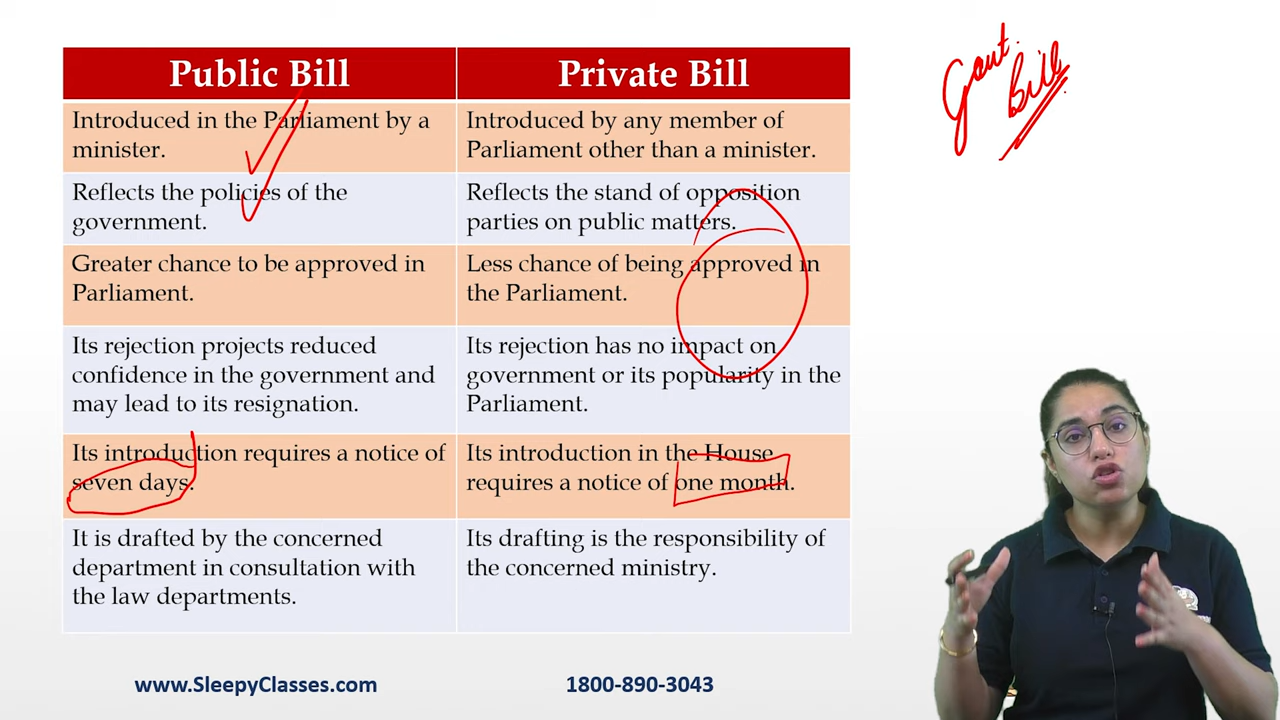 Public Bill
Private Bill
Introduced in the Parliament by a
minister.
Introduced by any member of
Parliament other than a minister.
Reflects the policies of the
government.
Reflects the stand of opposition
parties on public matters.
Greater chance to be approved in
Parliament.
Less chance of being approved in
the Parliament.
Its rejection projects reduced
confidence in the government and
may lead to its resignation.
Its rejection has no impact on
government or its popularity in the
Parliament.
Its introduction requires a notice of
seven days.
Its introduction in the House
requires a notice of one month.
It is drafted by the concerned
department in consultation with
the law departments.
Its drafting is the responsibility of
the concerned ministry.
Govt.
Bill
www.SleepyClasses.com
1800-890-3043